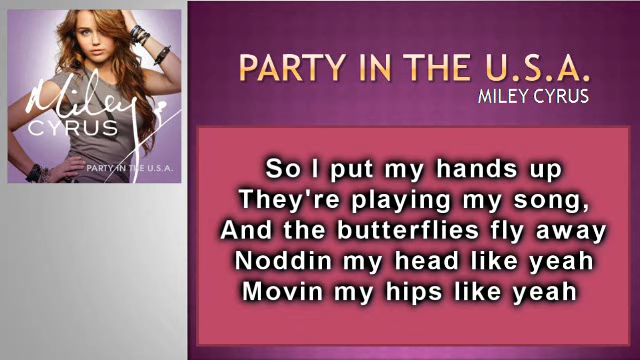 Miley
CYRUS
PARTY IN THE U.S.A.
PARTY IN THE U.S.A.
MILEY CYRUS
So I put my hands up
They're playing my song,
And the butterflies fly away
Noddin my head like yeah
Movin my hips like yeah